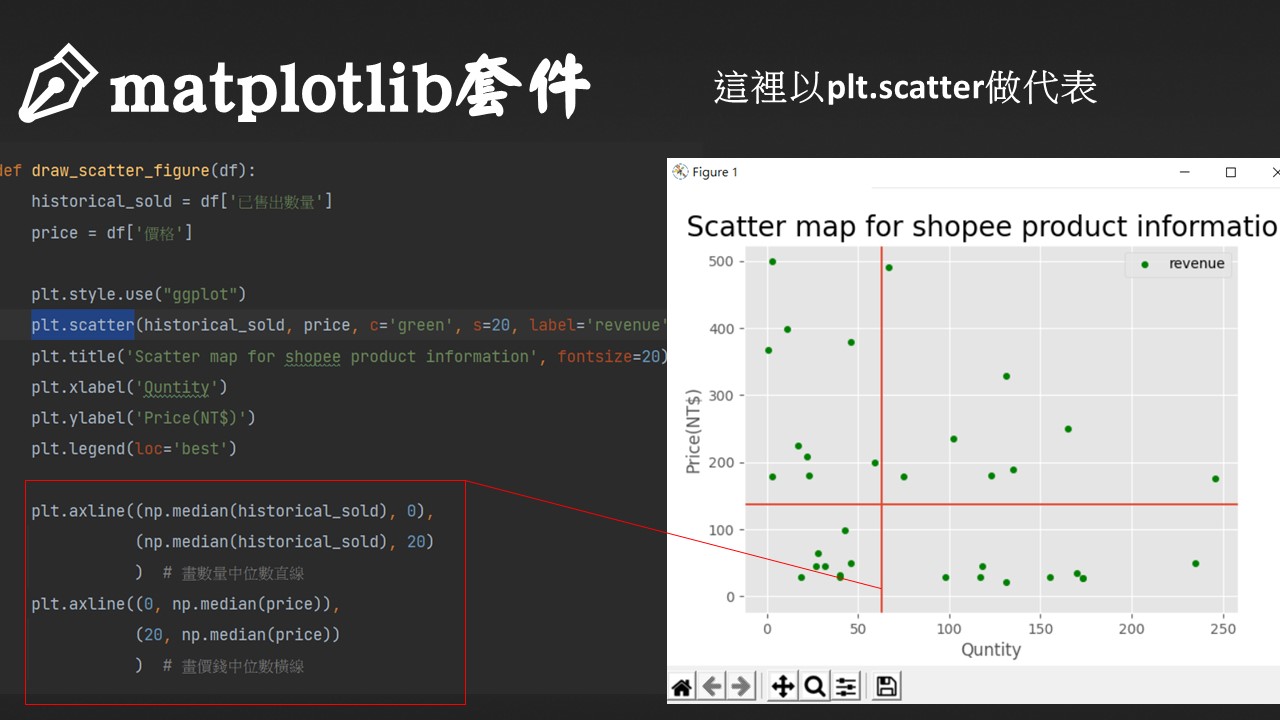 matplotlib套件
這裡以plt.scatter做代表
def draw_scatter_figure(df):
historical_sold = df['已售出數量']
price = df['價格']
plt.style.use("ggplot")
plt.scatter(historical_sold, price, c='green', s=20, label='revenue'
plt.title('Scatter map for shopee product information', fontsize=20)
plt.xlabel('Quntity')
plt.ylabel('Price(NT$)')
plt.legend(loc='best')
plt.axline((np.median(historical_sold), 0),
(np.median(historical_sold), 20)
) # 畫數量中位數直線
plt.axline((0, np.median(price)),
(20, np.median(price))
) # 畫價錢中位數橫線
Figure 1
Scatter map for shopee product informatio
revenue
500
400
300
200
100
0
Price(NT$)
0 50 100 150 200 250
Quntity